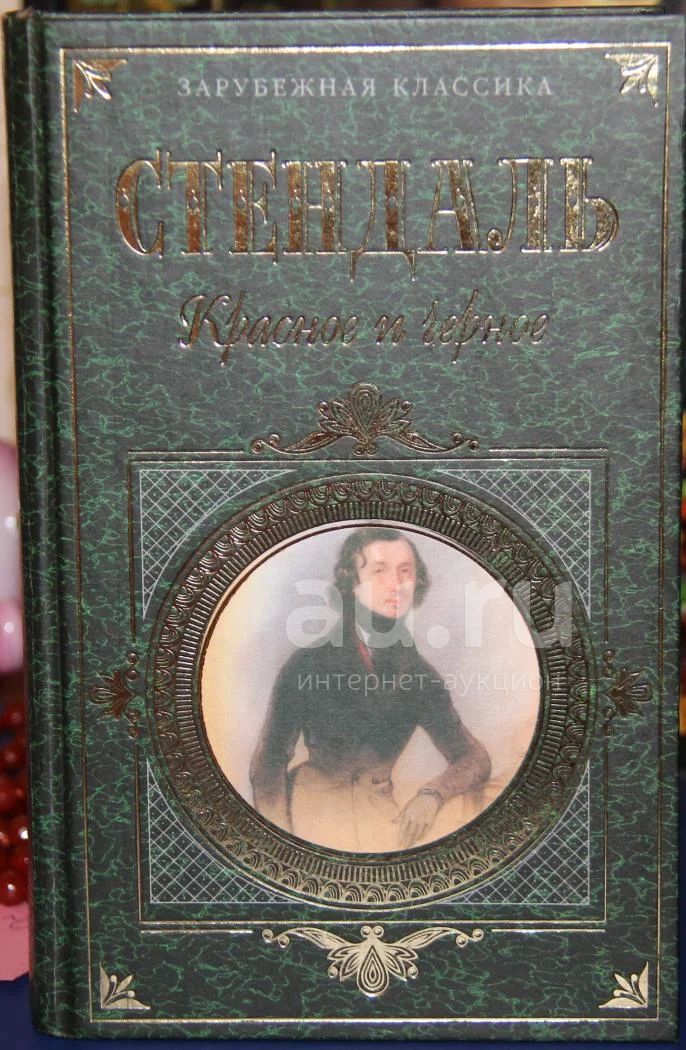 ЗАРУБЕЖНАЯ КЛАССИКА
СТЕНДАЛЬ
Красное и черное
au.ru
интернет-аукцион